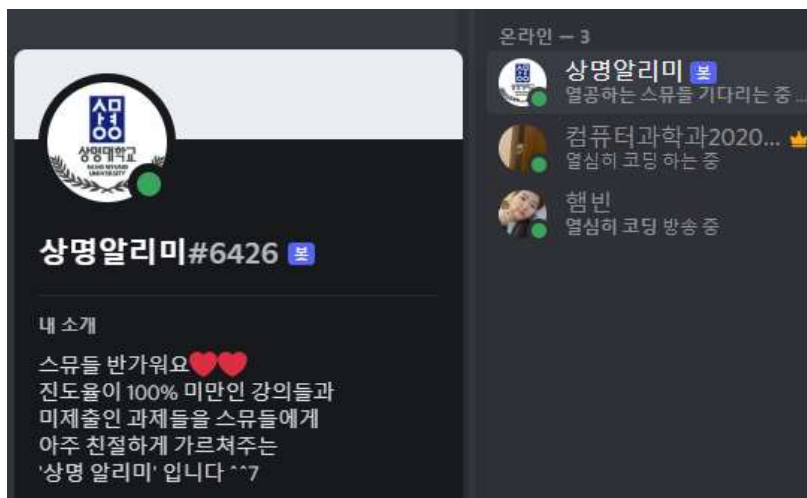 상명대학교
SANG MYUNG
UNIVERSITY
상명알리미#6426 봇
내 소개
스뮤들 반가워요❤❤
진도율이 100% 미만인 강의들과
미제출인 과제들을 스뮤들에게
아주 친절하게 가르쳐주는
'상명 알리미' 입니다 ^^7
온라인 — 3
상명알리미 봇
열공하는 스뮤들 기다리는 중 ...
컴퓨터과학과2020...
열심히 코딩 하는 중
햄빈
열심히 코딩 방송 중